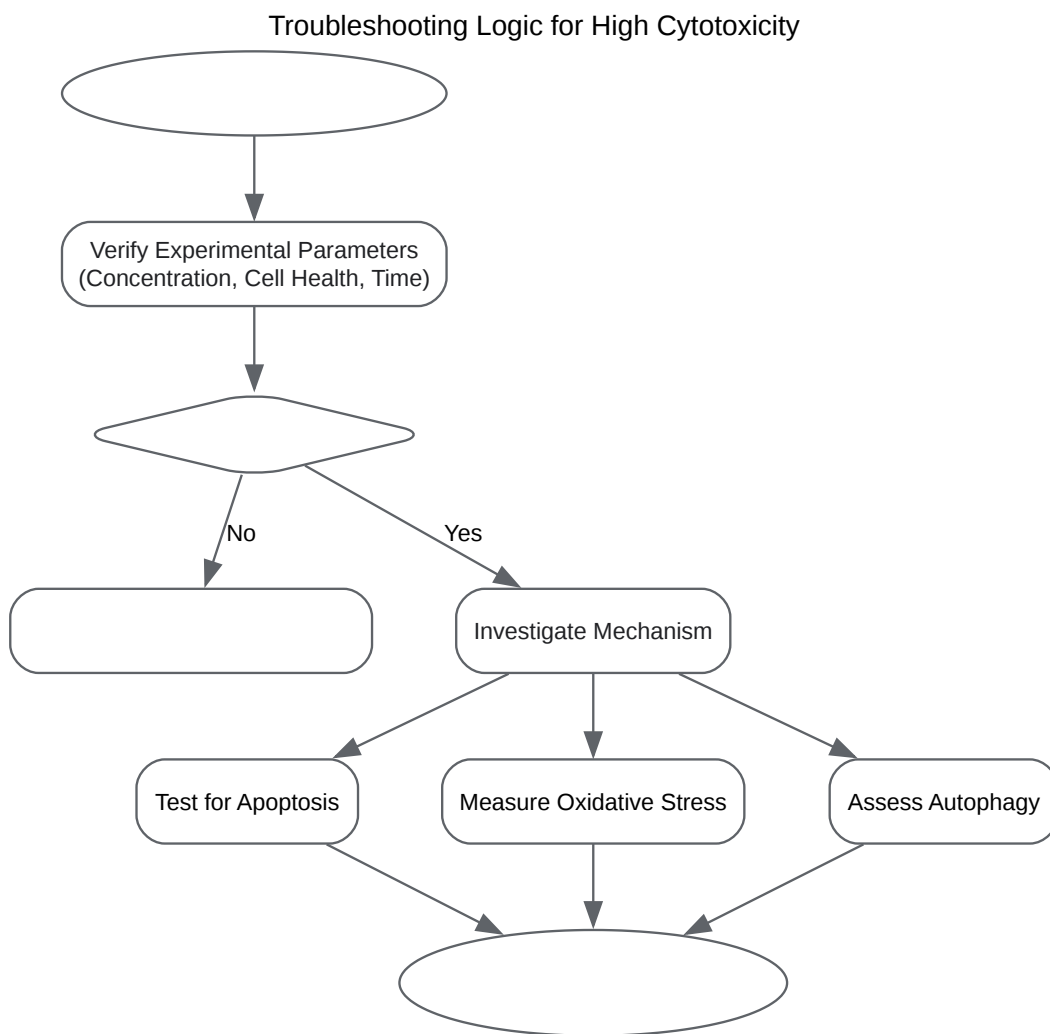 Troubleshooting Logic for High Cytotoxicity
Verify Experimental Parameters
(Concentration, Cell Health, Time)
No
Yes
Investigate Mechanism
Test for Apoptosis
Measure Oxidative Stress
Assess Autophagy